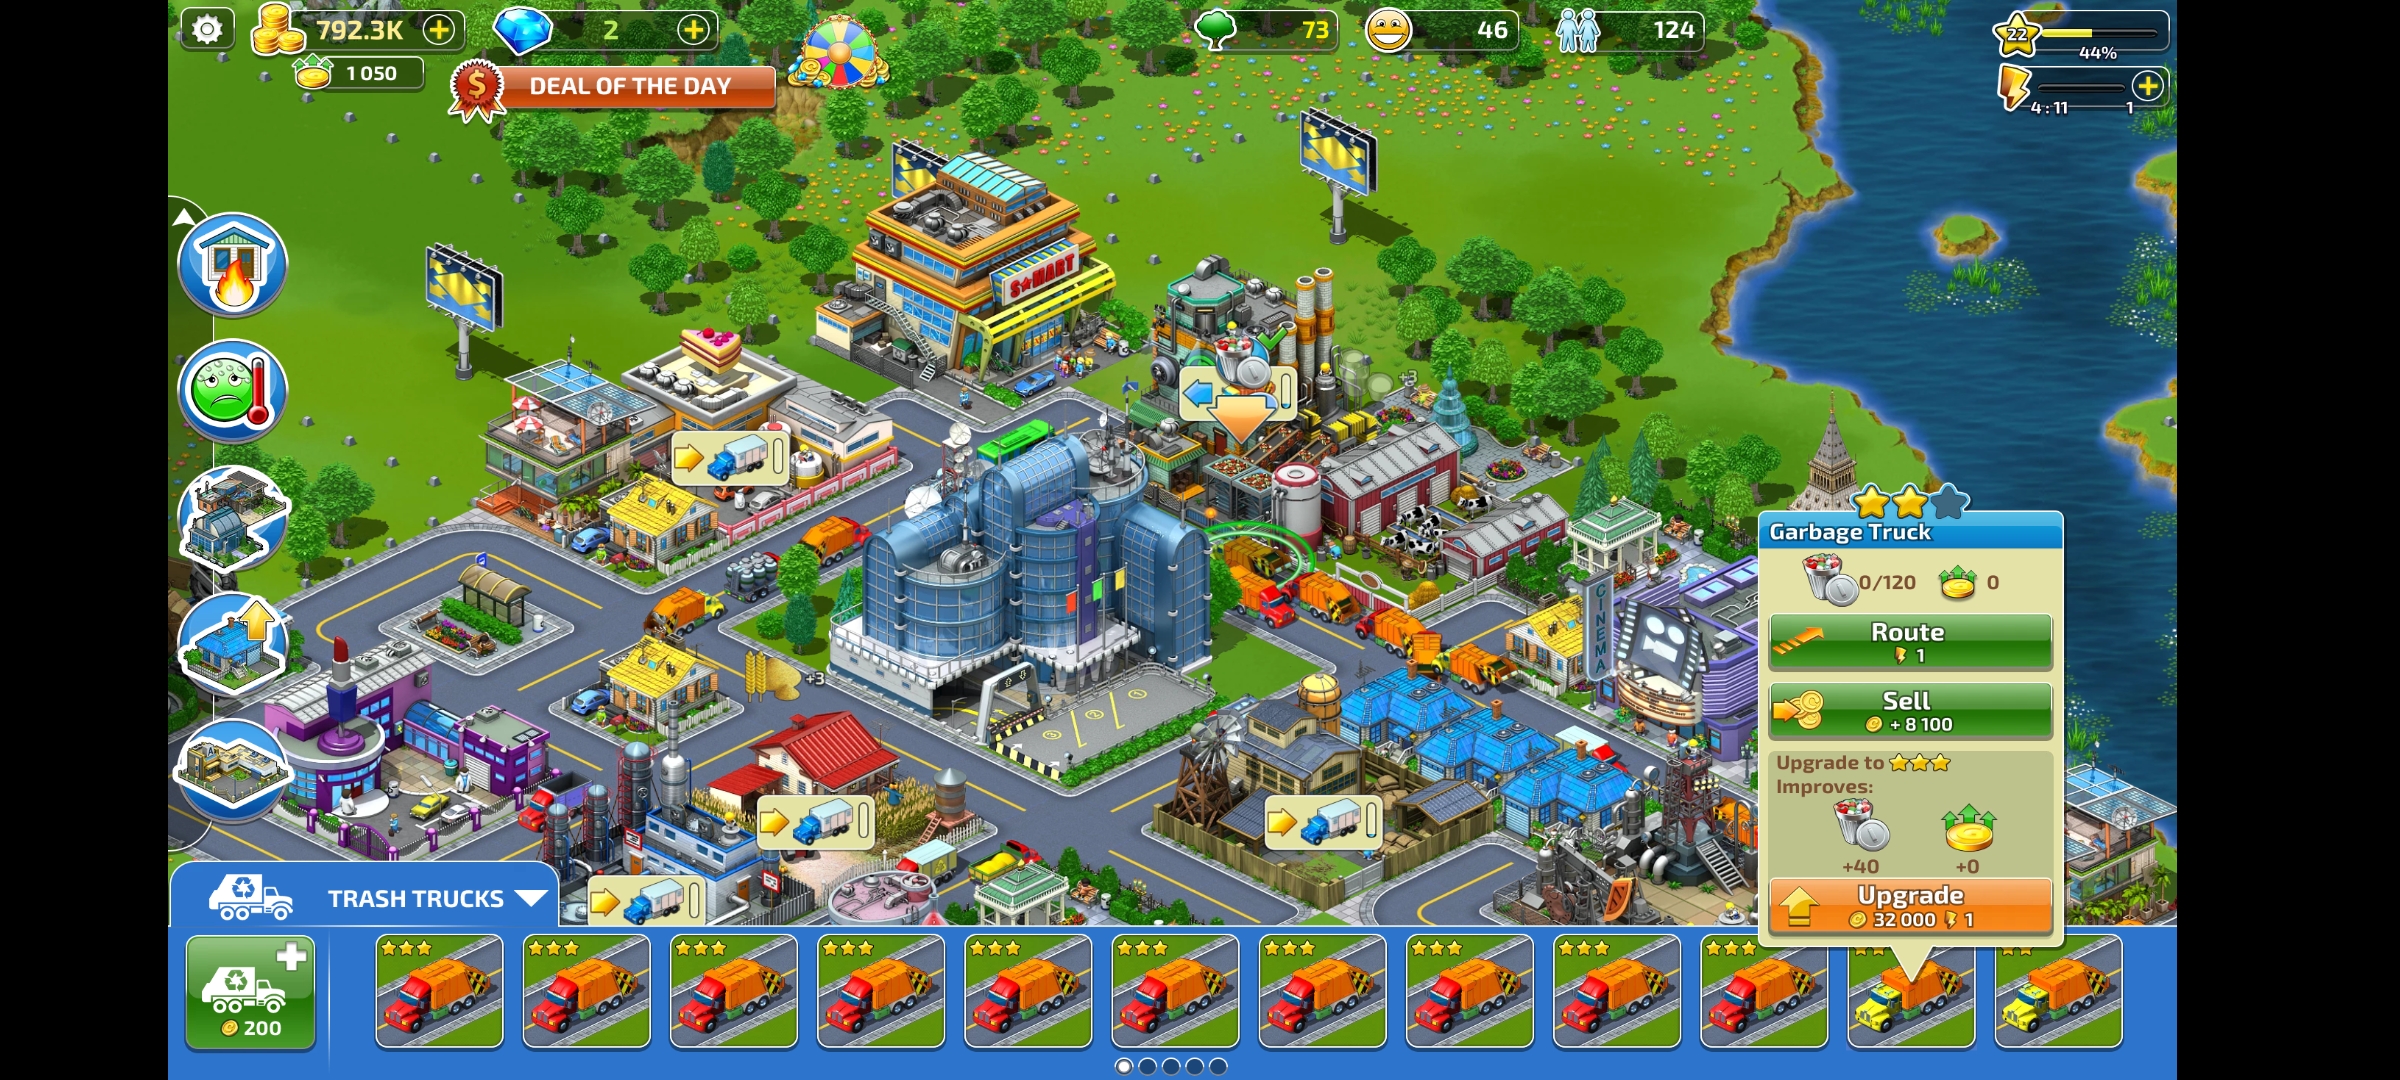 792.3K
2
73
46
124
22
44%
1 050
DEAL OF THE DAY
4:11
1
S★MART
+3
+3
CINEMA
Garbage Truck
0/120
0
Route
1
Sell
+ 8 100
Upgrade to
Improves:
+40
+0
Upgrade
32 000
1
TRASH TRUCKS
200